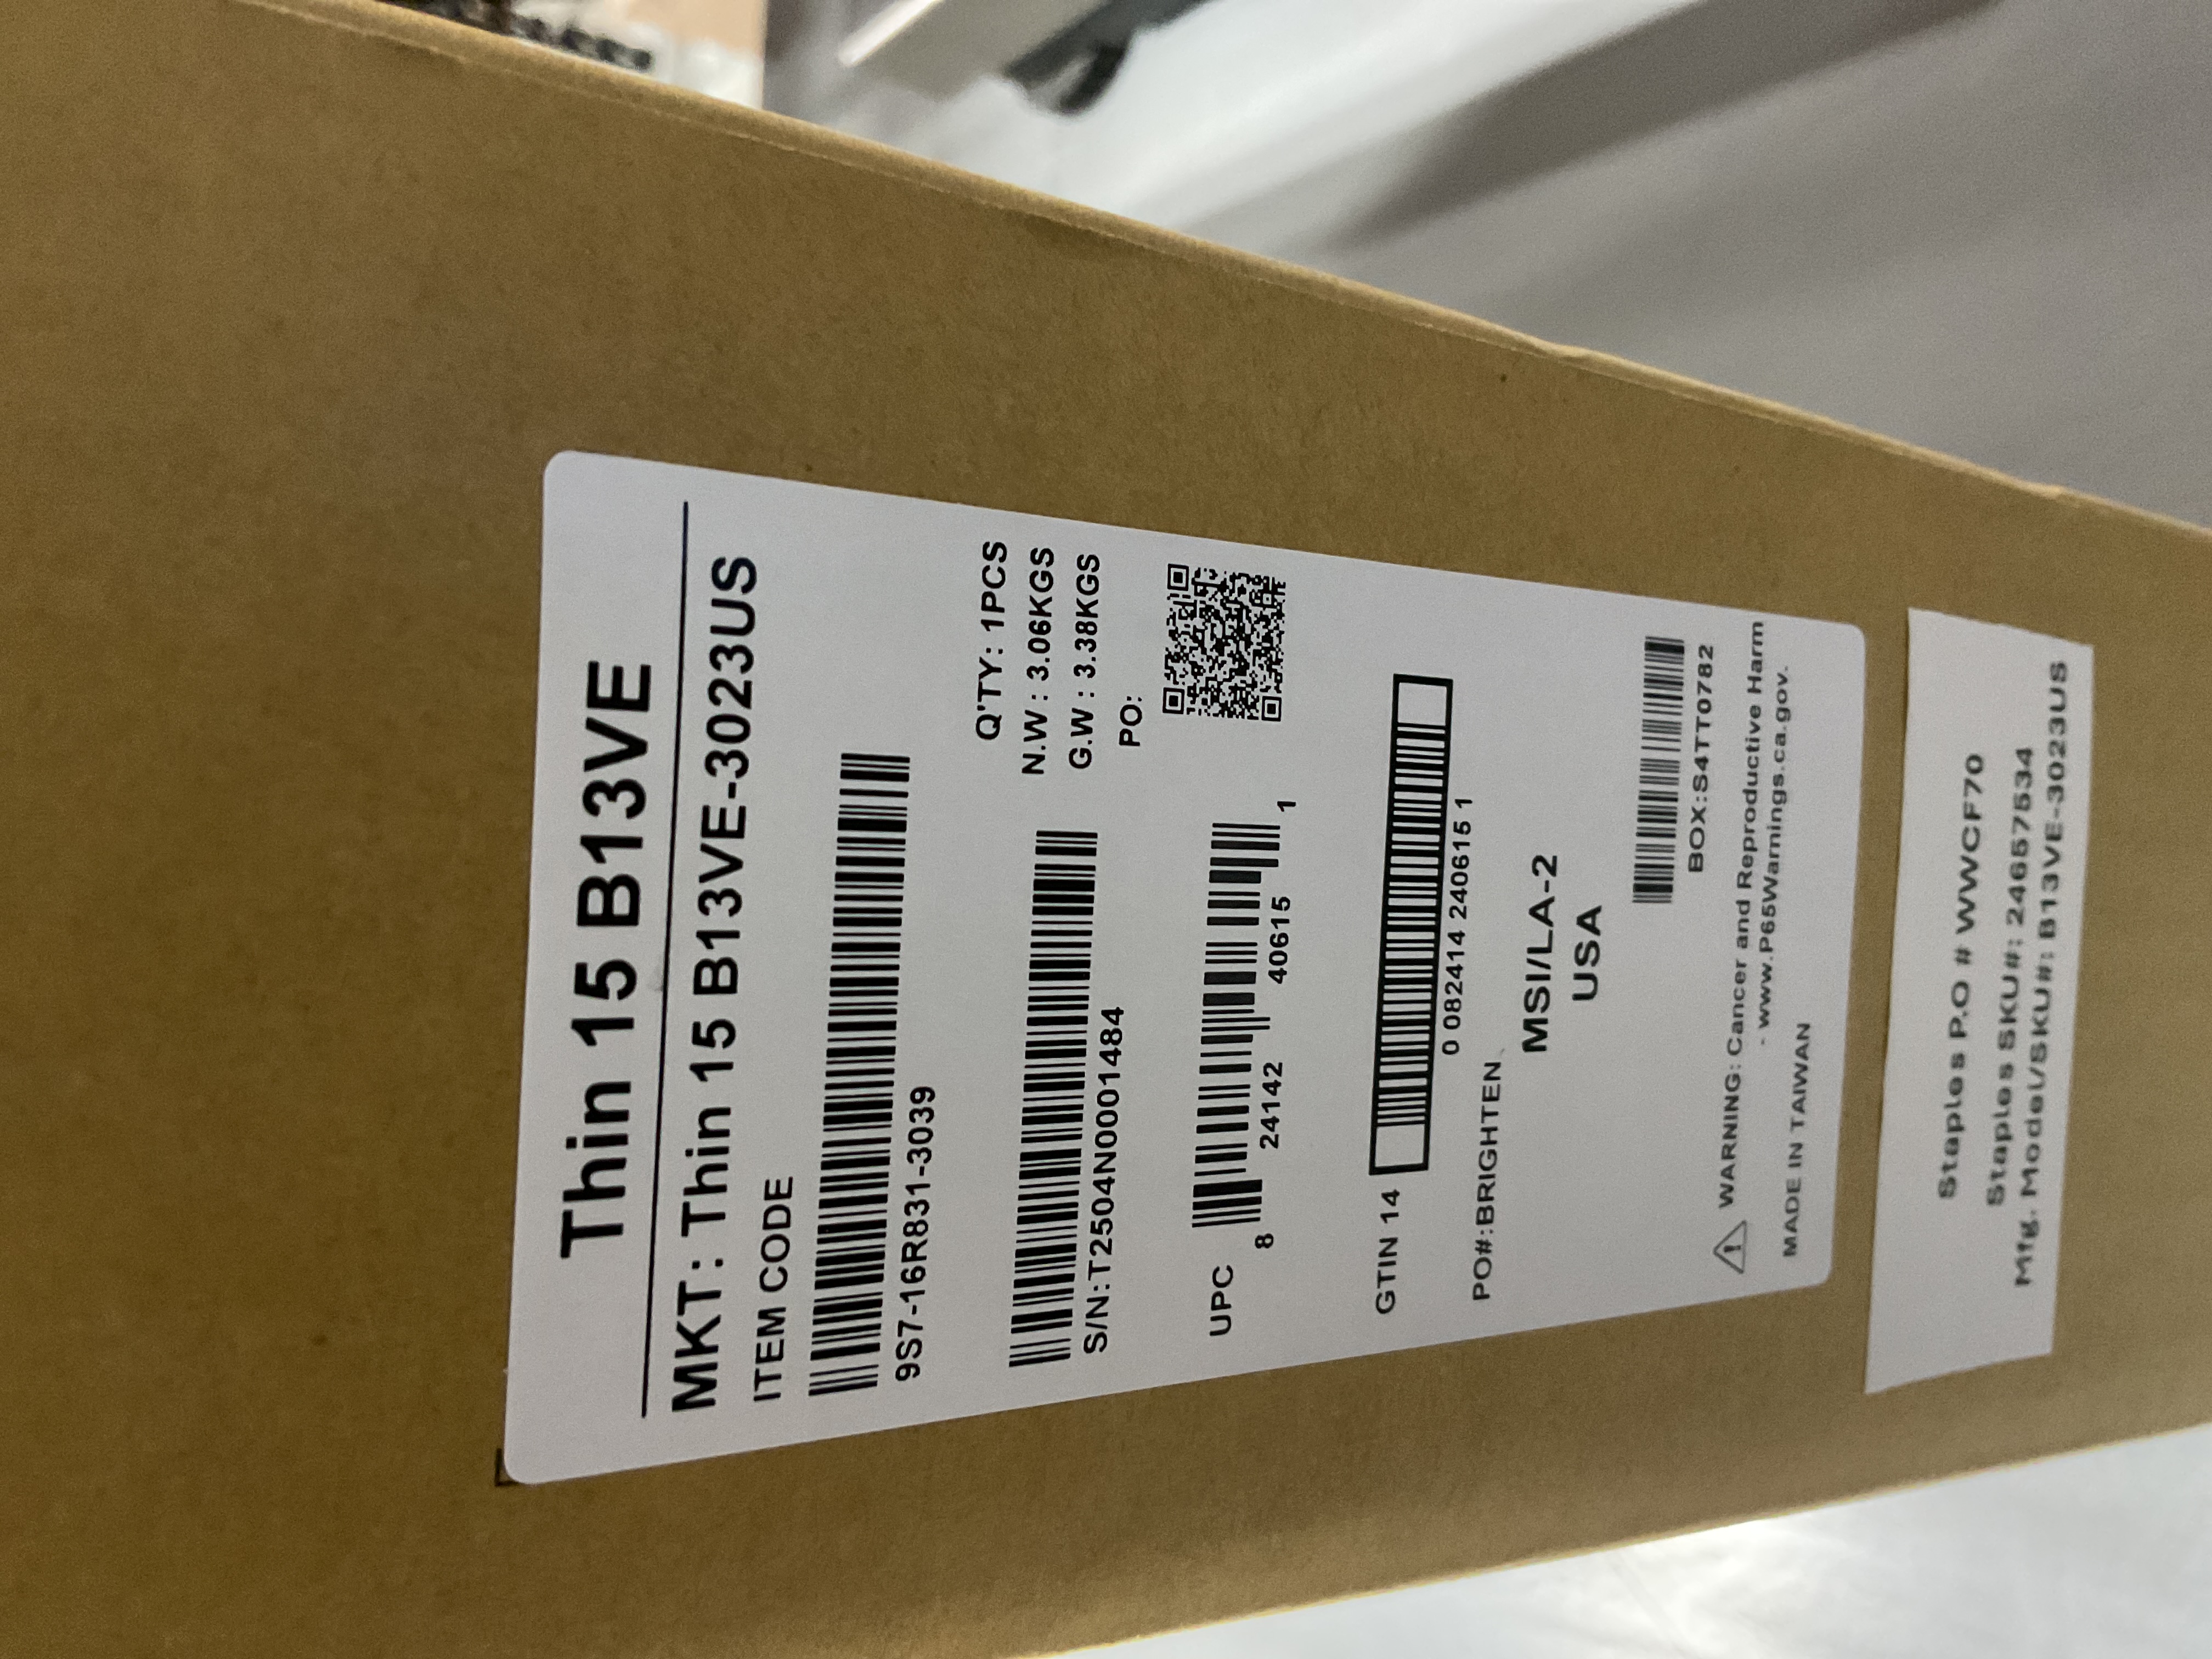 Thin 15 B13VE
MKT: Thin 15 B13VE-3023US
ITEM CODE
9S7-16R831-3039
Q'TY: 1PCS
N.W : 3.06KGS
G.W : 3.38KGS
PO:
S/N:T2504N0001484
UPC
8 24142 40615 1
GTIN 14
0 082414 240615 1
PO#:BRIGHTEN
MSI/LA-2
USA
BOX:S4TT0782
WARNING: Cancer and Reproductive Harm
- www.P65Warnings.ca.gov.
MADE IN TAIWAN
Staples P.O # WWCF70
Staples SKU#: 24657534
Mfg. Model/SKU#: B13VE-3023US